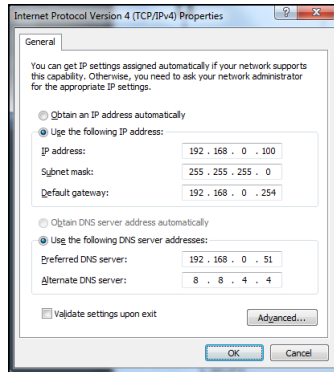 Internet Protocol Version 4 (TCP/IPv4) Properties
General
You can get IP settings assigned automatically if your network supports
this capability. Otherwise, you need to ask your network administrator
for the appropriate IP settings.
Obtain an IP address automatically
Use the following IP address:
IP address: 192 . 168 . 0 . 100
Subnet mask: 255 . 255 . 255 . 0
Default gateway: 192 . 168 . 0 . 254
Obtain DNS server address automatically
Use the following DNS server addresses:
Preferred DNS server: 192 . 168 . 0 . 51
Alternate DNS server: 8 . 8 . 4 . 4
Validate settings upon exit
Advanced...
OK Cancel